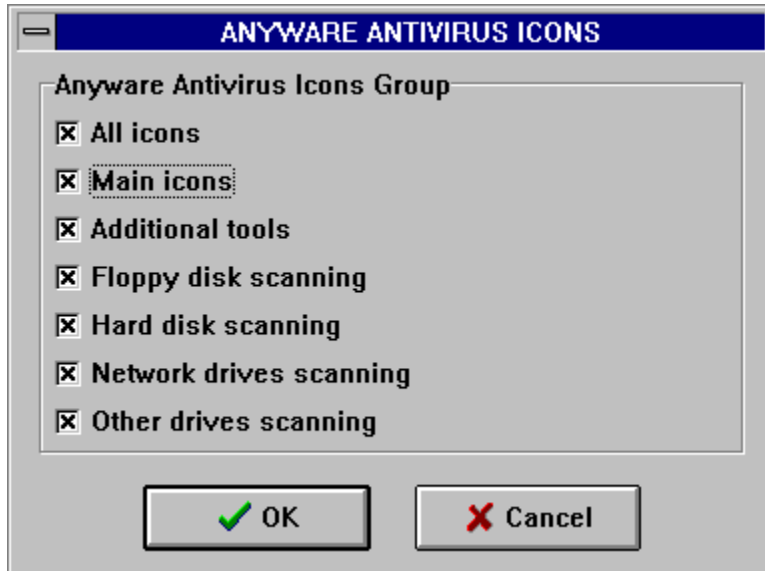 ANYWARE ANTIVIRUS ICONS
Anyware Antivirus Icons Group
All icons
Main icons
Additional tools
Floppy disk scanning
Hard disk scanning
Network drives scanning
Other drives scanning
OK
Cancel